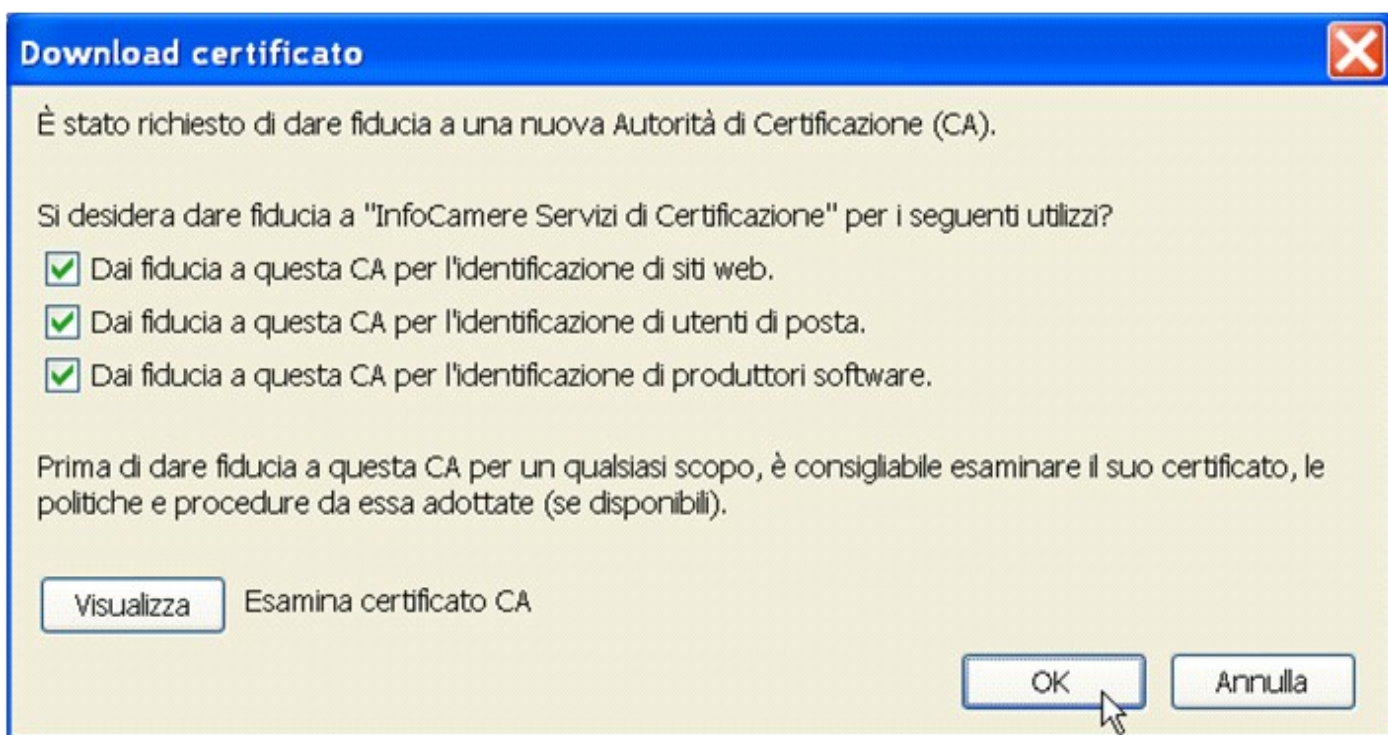 Download certificato
È stato richiesto di dare fiducia a una nuova Autorità di Certificazione (CA).
Si desidera dare fiducia a "InfoCamere Servizi di Certificazione" per i seguenti utilizzi?
Dai fiducia a questa CA per l'identificazione di siti web.
Dai fiducia a questa CA per l'identificazione di utenti di posta.
Dai fiducia a questa CA per l'identificazione di produttori software.
Prima di dare fiducia a questa CA per un qualsiasi scopo, è consigliabile esaminare il suo certificato, le
politiche e procedure da essa adottate (se disponibili).
Visualizza Esamina certificato CA
OK Annulla